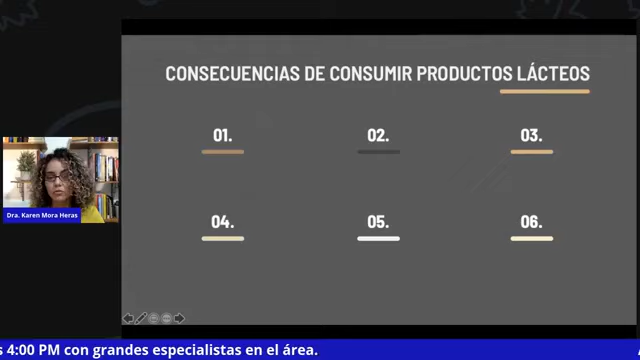 CONSECUENCIAS DE CONSUMIR PRODUCTOS LÁCTEOS
01. 02. 03.
04. 05. 06.
Dra. Karen Mora Heras
s 4:00 PM con grandes especialistas en el área.